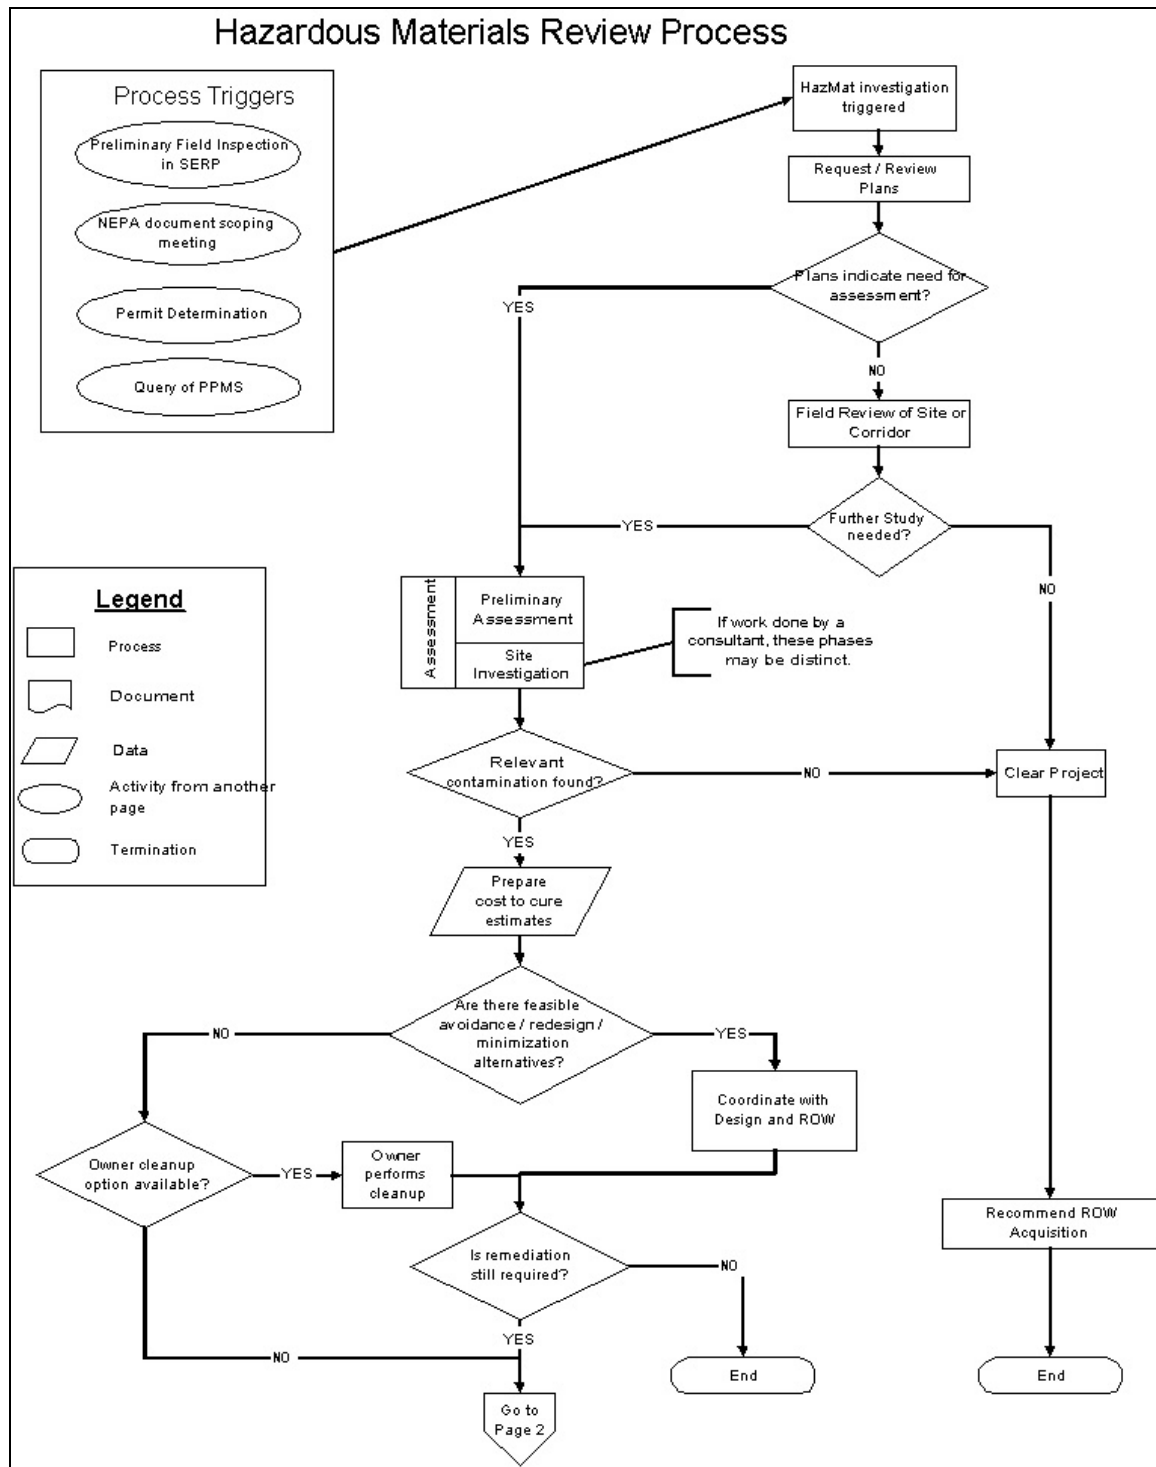 Hazardous Materials Review Process
Process Triggers
Preliminary Field Inspection
in SERP
NEPA document scoping
meeting
Permit Determination
Query of PPMS
HazMat investigation
triggered
Request / Review
Plans
Plans indicate need for
assessment?
YES
NO
Field Review of Site or
Corridor
Further Study
needed?
YES
NO
Legend
Process
Document
Data
Activity from another
page
Termination
Assessment
Preliminary
Assessment
Site
Investigation
If work done by a
consultant, these phases
may be distinct.
Relevant
contamination found?
NO
Clear Project
YES
Prepare
cost to cure
estimates
Are there feasible
avoidance / redesign /
minimization
alternatives?
NO
YES
Coordinate with
Design and ROW
Owner cleanup
option available?
YES
Owner
performs
cleanup
Recommend ROW
Acquisition
Is remediation
still required?
NO
YES
NO
End
End
Go to
Page 2